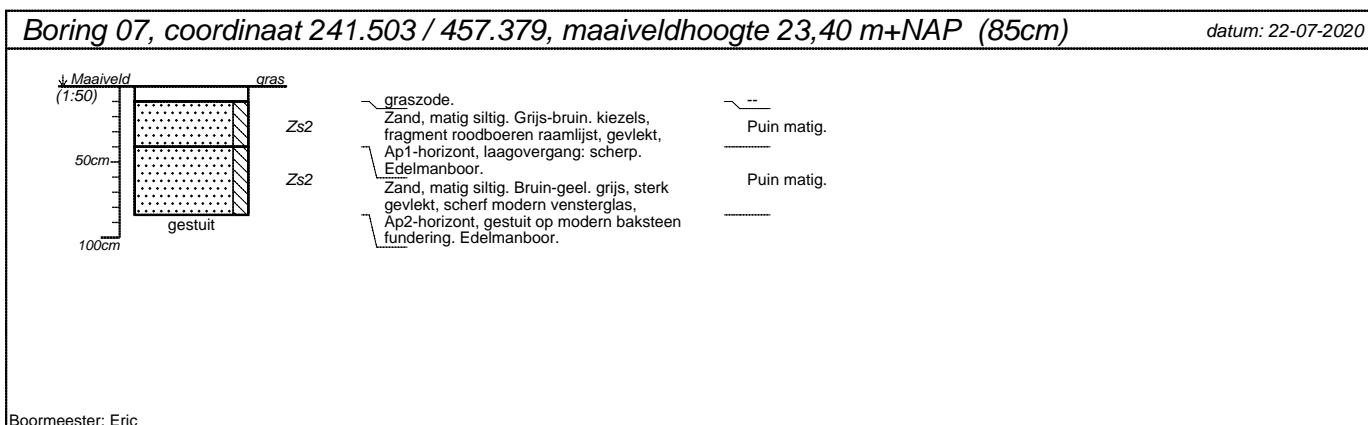 Boring 07, coordinaat 241.503 / 457.379, maaiveldhoogte 23,40 m+NAP (85cm)
datum: 22-07-2020
Maaiveld
gras
(1:50)
50cm
100cm
gestuit
Zs2
Zs2
graszode.
Zand, matig siltig. Grijs-bruin. kiezels,
fragment roodboeren raamlijst, gevlekt,
Ap1-horizont, laagovergang: scherp.
Edelmanboor.
Zand, matig siltig. Bruin-geel. grijs, sterk
gevlekt, scherf modern vensterglas,
Ap2-horizont, gestuit op modern baksteen
fundering. Edelmanboor.
--
Puin matig.
Puin matig.
Boormeester: Eric